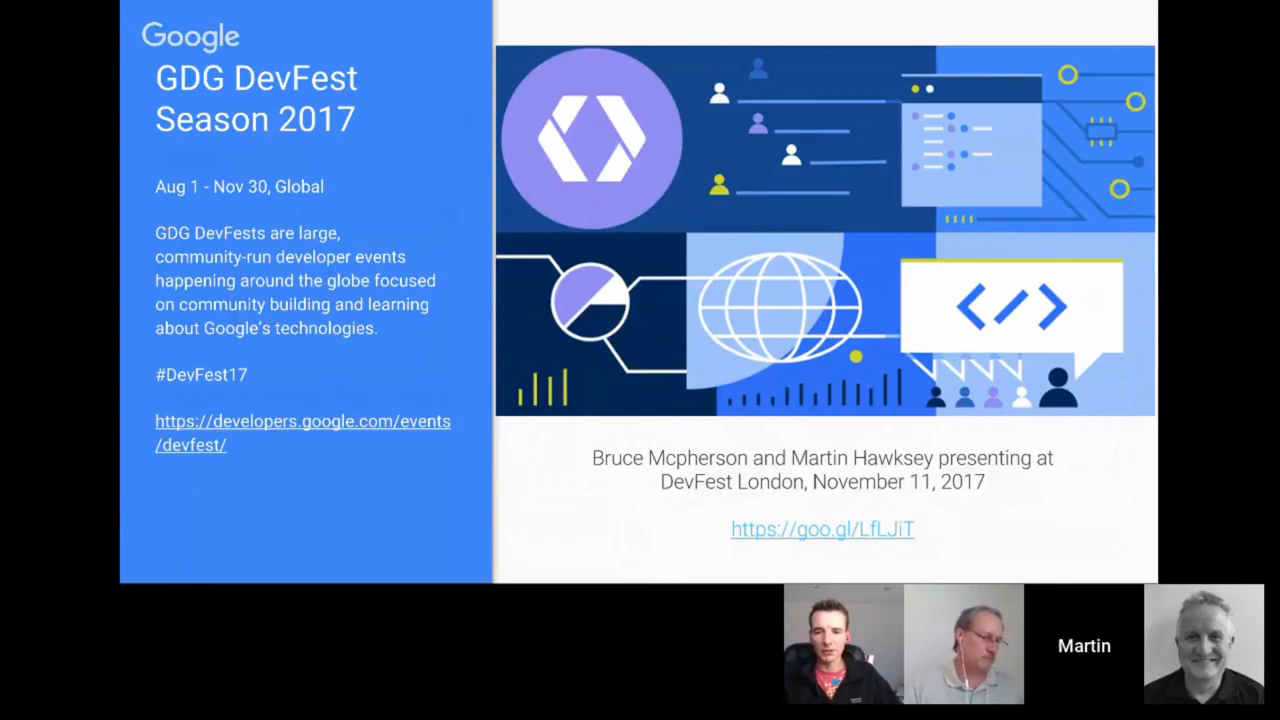 Google
GDG DevFest
Season 2017
Aug 1 - Nov 30, Global
GDG DevFests are large,
community-run developer events
happening around the globe focused
on community building and learning
about Google's technologies.
#DevFest17
https://developers.google.com/events
/devfest/
Bruce Mcpherson and Martin Hawksey presenting at
DevFest London, November 11, 2017
https://goo.gl/LfLJiT
Martin